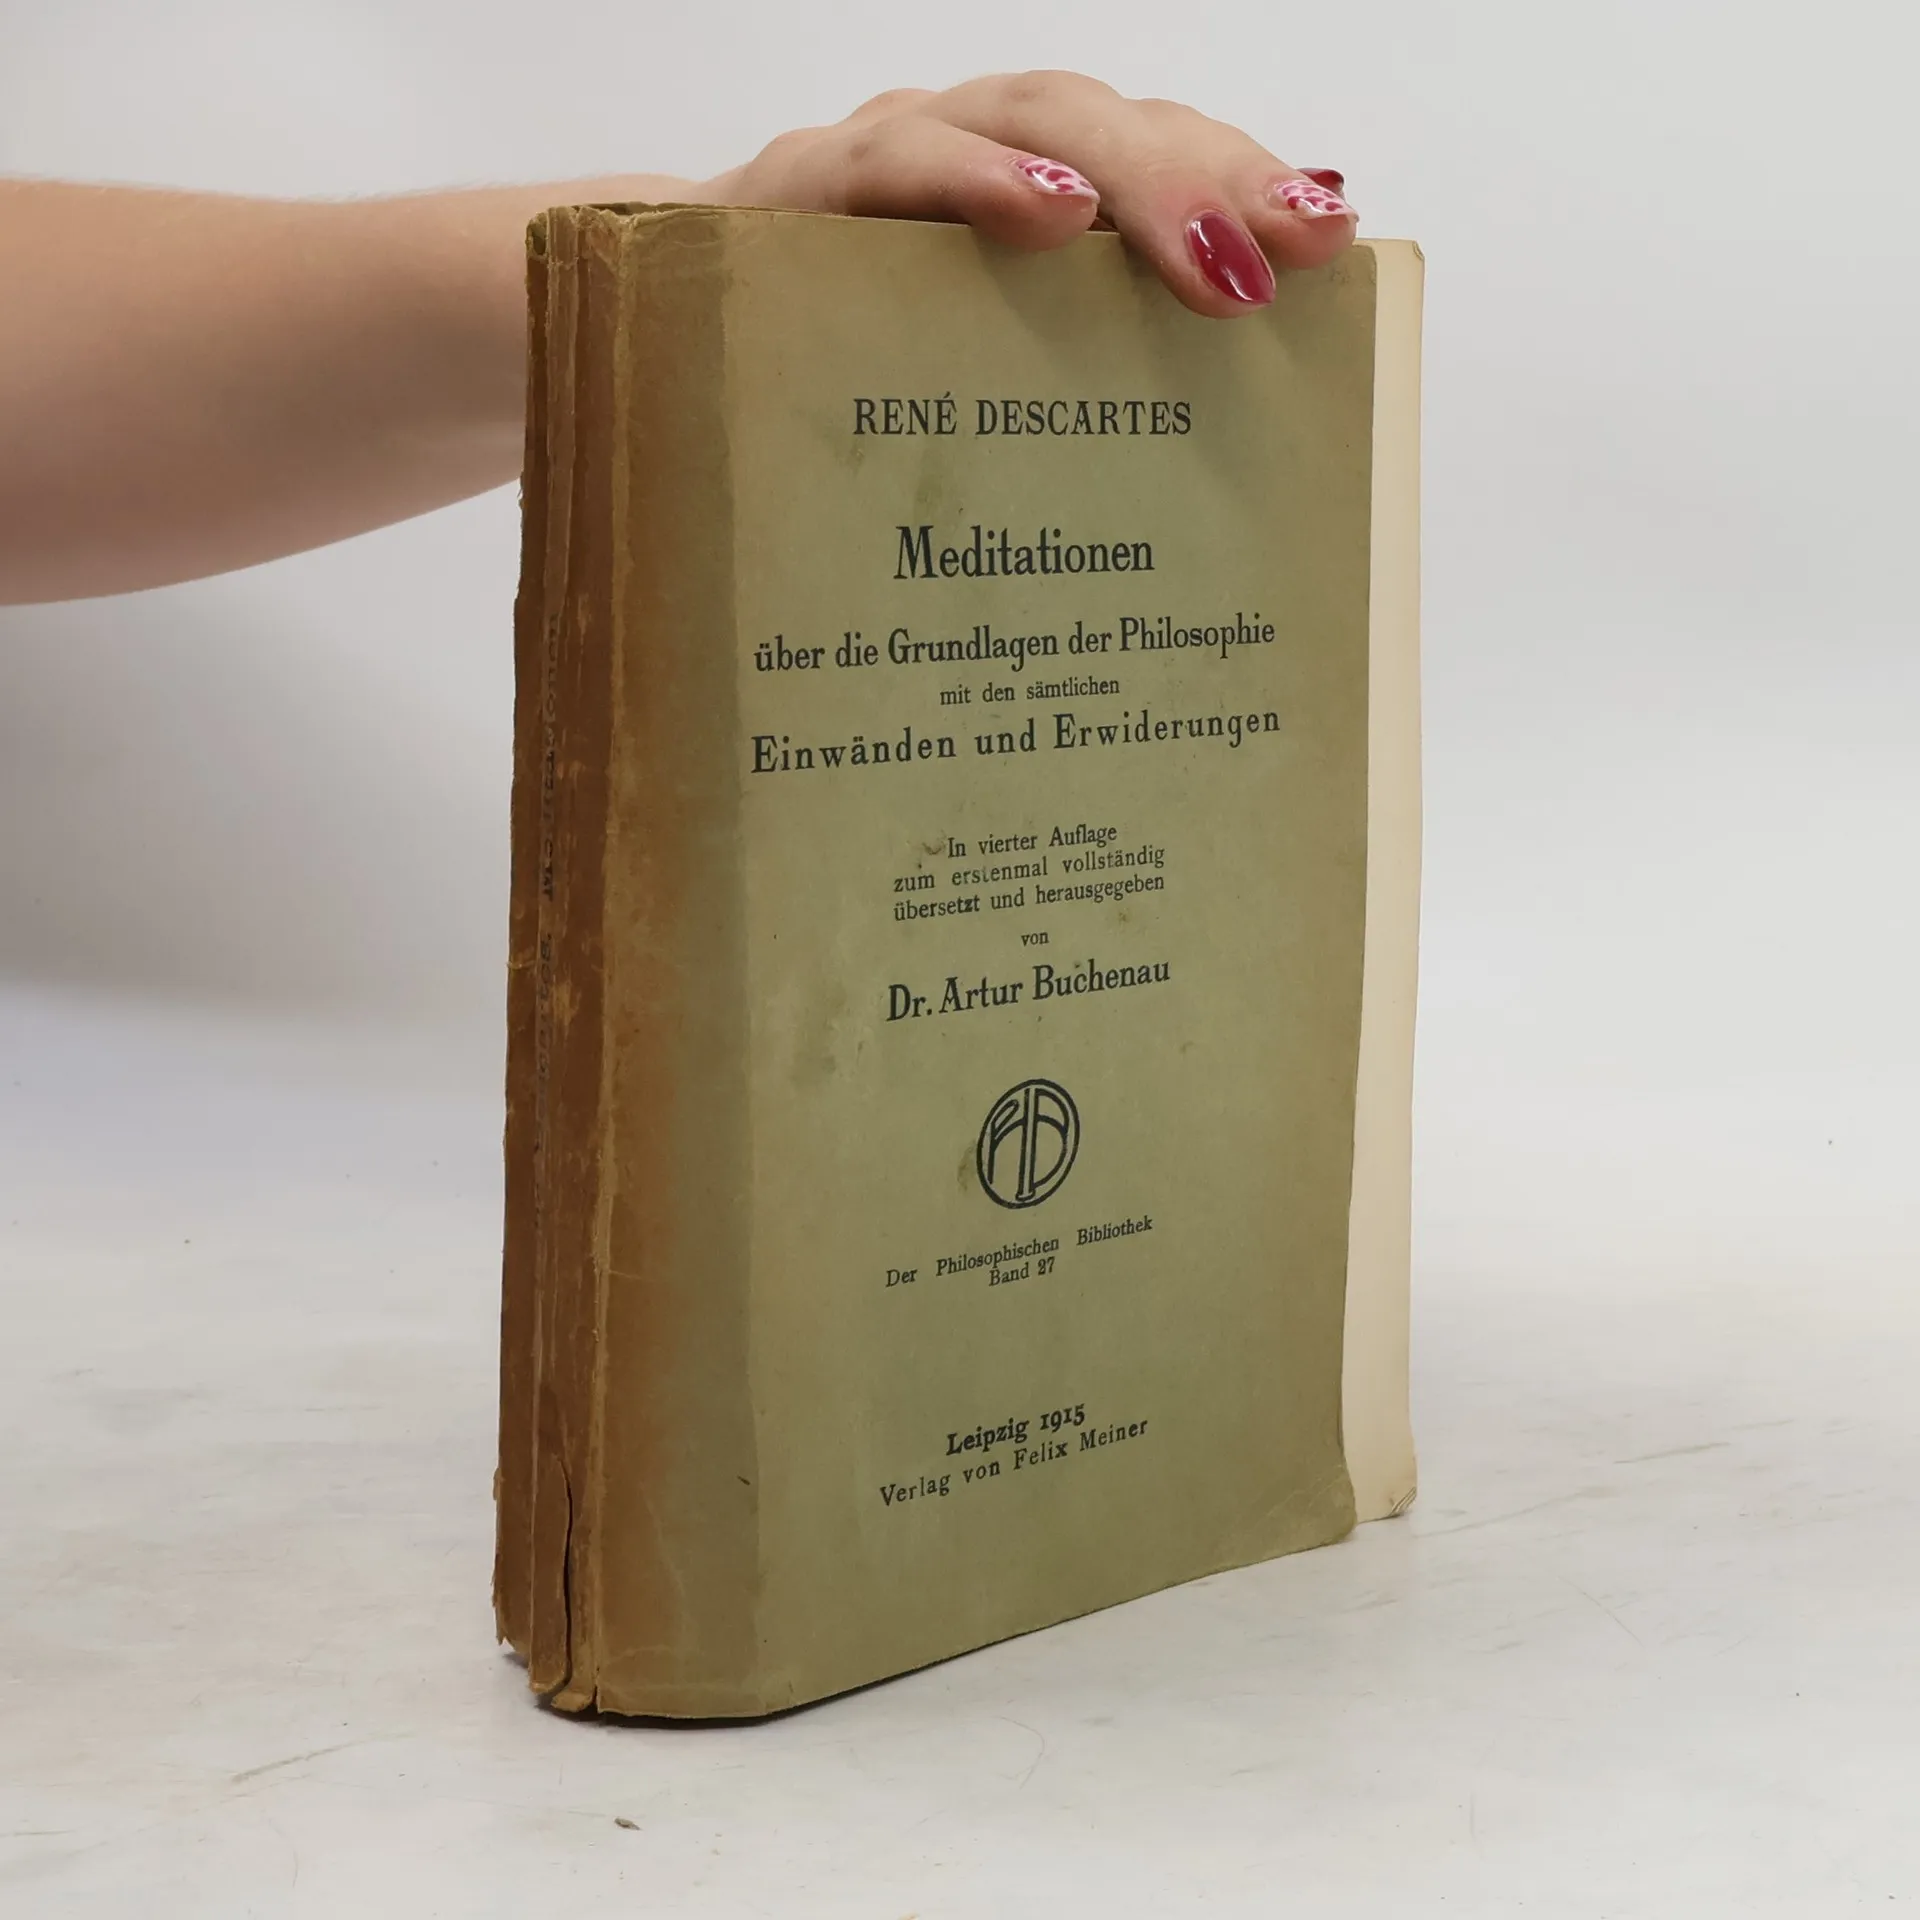 RENÉ DESCARTES
Meditationen
über die Grundlagen der Philosophie
mit den sämtlichen
Einwänden und Erwiderungen
In vierter Auflage
zum erstenmal vollständig
übersetzt und herausgegeben
von
Dr. Artur Buchenau
Der Philosophischen Bibliothek
Band 27
Leipzig 1915
Verlag von Felix Meiner